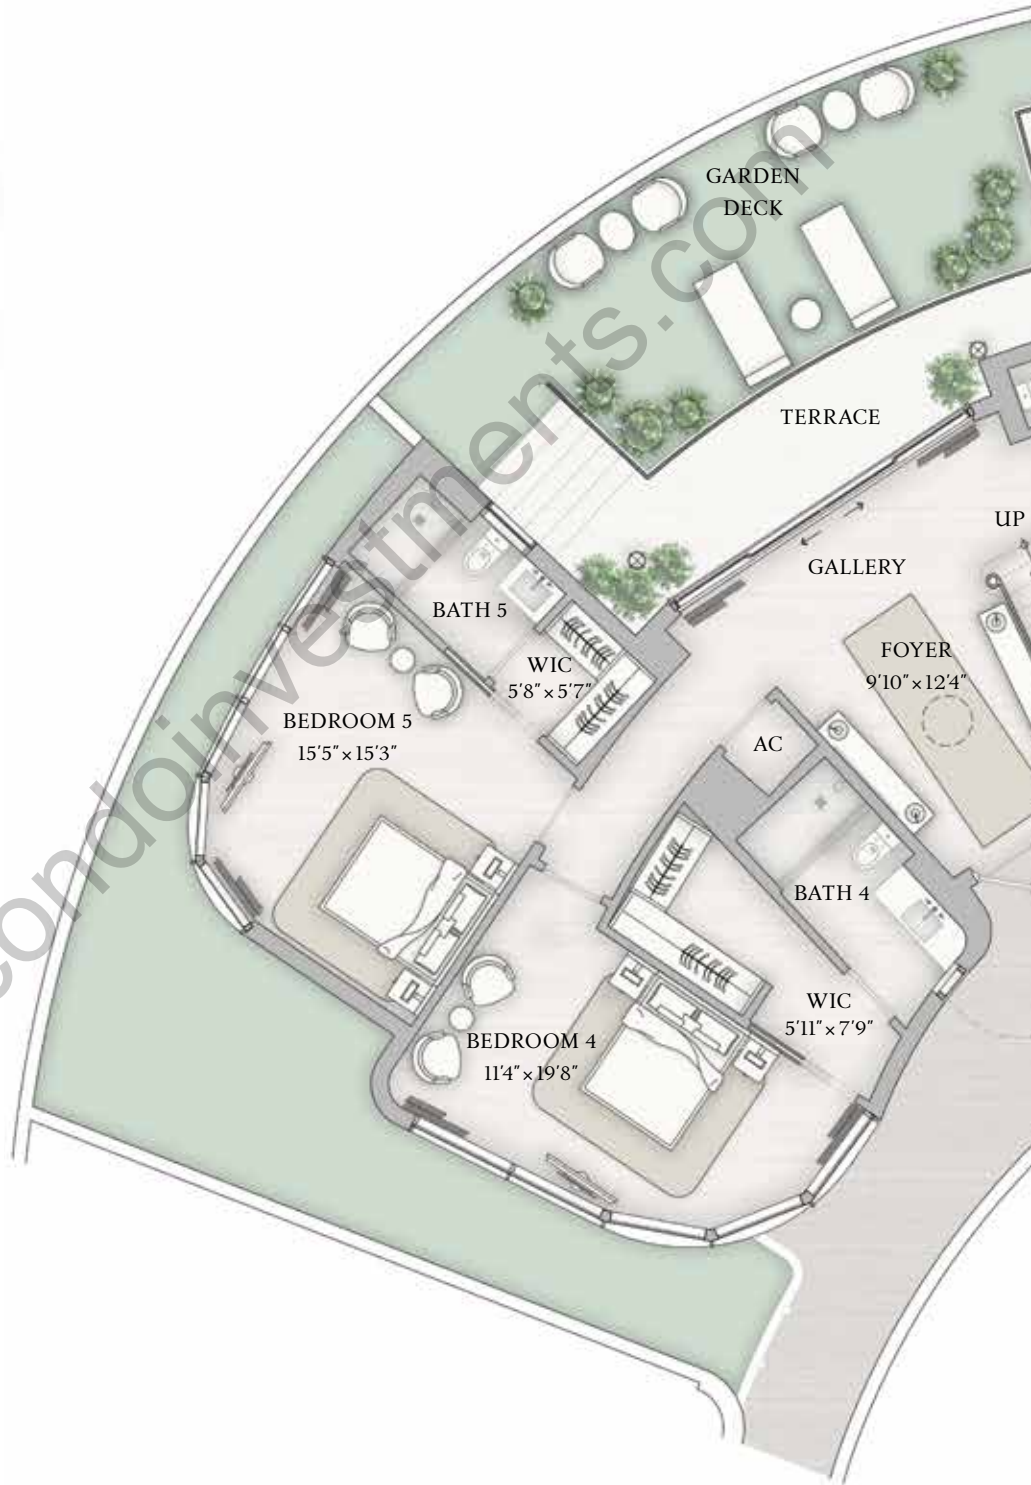 GARDEN
DECK
TERRACE
UP
GALLERY
BATH 5
FOYER
9'10" × 12'4"
WIC
5'8" × 5'7"
BEDROOM 5
15'5" × 15'3"
AC
BATH 4
WIC
5'11" × 7'9"
BEDROOM 4
11'4" × 19'8"
condoinvestments.com